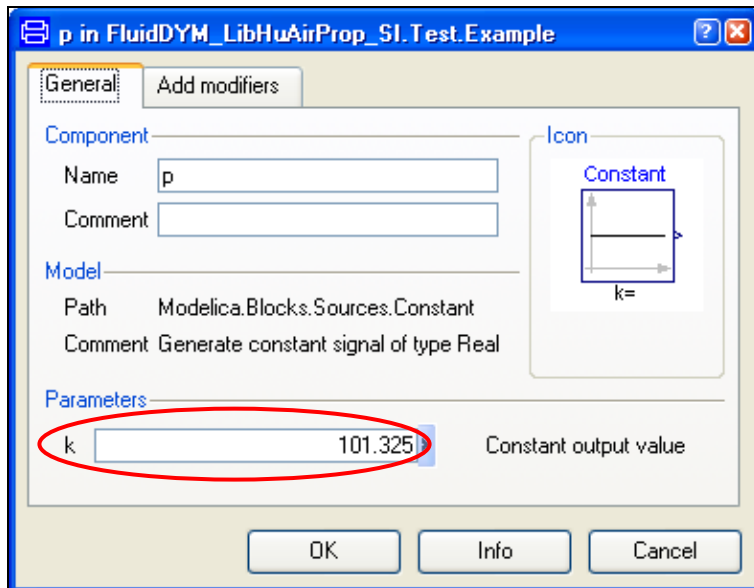 p in FluidDYM_LibHuAirProp_SI.Test.Example
General
Add modifiers
Component
Name p
Comment
Icon
Constant
k=
Model
Path Modelica.Blocks.Sources.Constant
Comment Generate constant signal of type Real
Parameters
k 101.325 Constant output value
OK Info Cancel